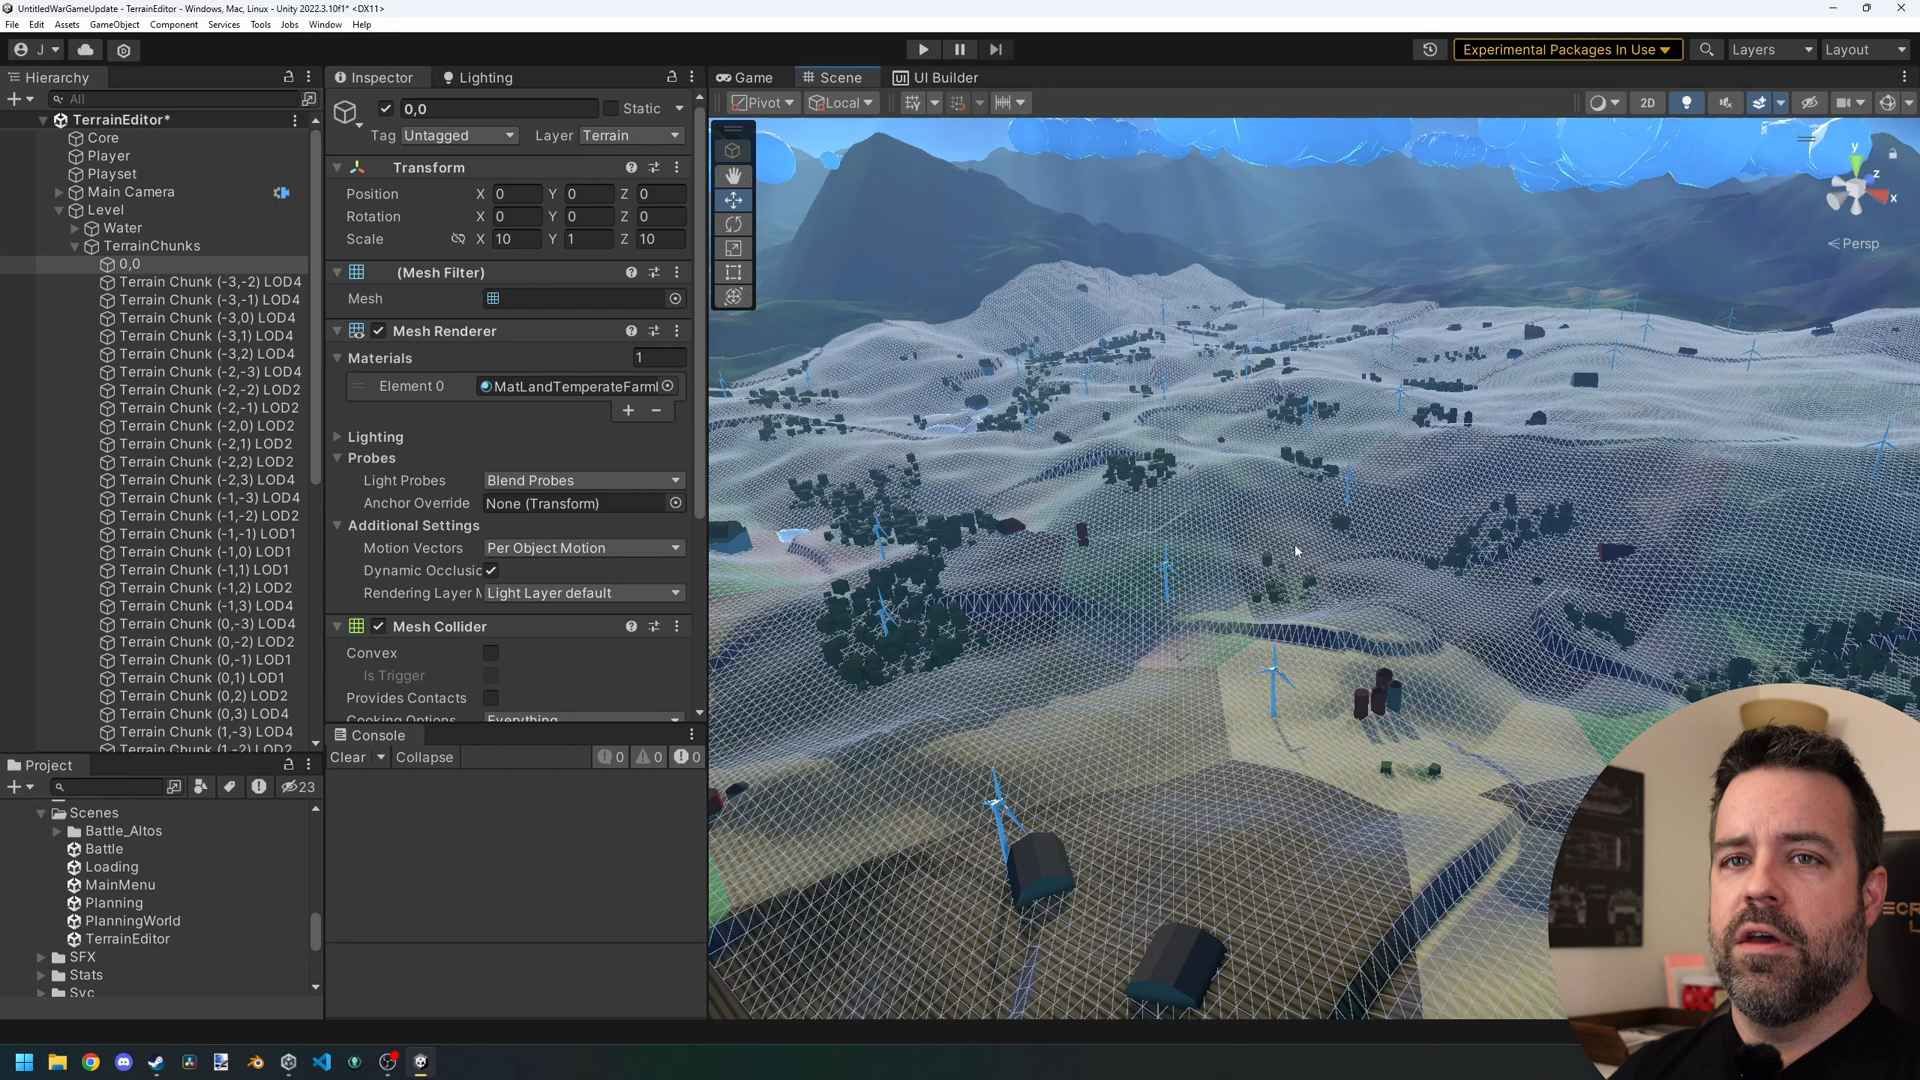 UntitledWarGameUpdate - TerrainEditor - Windows, Mac, Linux - Unity 2022.3.10f1* <DX11>
File Edit Assets GameObject Component Services Tools Jobs Window Help
J
Experimental Packages In Use
Layers
Layout
Hierarchy
All
TerrainEditor*
Core
Player
Playset
Main Camera
Level
Water
TerrainChunks
0,0
Terrain Chunk (-3,-2) LOD4
Terrain Chunk (-3,-1) LOD4
Terrain Chunk (-3,0) LOD4
Terrain Chunk (-3,1) LOD4
Terrain Chunk (-3,2) LOD4
Terrain Chunk (-2,-3) LOD4
Terrain Chunk (-2,-2) LOD2
Terrain Chunk (-2,-1) LOD2
Terrain Chunk (-2,0) LOD2
Terrain Chunk (-2,1) LOD2
Terrain Chunk (-2,2) LOD2
Terrain Chunk (-2,3) LOD4
Terrain Chunk (-1,-3) LOD4
Terrain Chunk (-1,-2) LOD2
Terrain Chunk (-1,-1) LOD1
Terrain Chunk (-1,0) LOD1
Terrain Chunk (-1,1) LOD1
Terrain Chunk (-1,2) LOD2
Terrain Chunk (-1,3) LOD4
Terrain Chunk (0,-3) LOD4
Terrain Chunk (0,-2) LOD2
Terrain Chunk (0,-1) LOD1
Terrain Chunk (0,1) LOD1
Terrain Chunk (0,2) LOD2
Terrain Chunk (0,3) LOD4
Terrain Chunk (1,-3) LOD4
Terrain Chunk (1,-2) LOD2
Project
23
Scenes
Battle_Altos
Battle
Loading
MainMenu
Planning
PlanningWorld
TerrainEditor
SFX
Stats
Svc
Inspector
Lighting
0,0
Static
Tag Untagged Layer Terrain
Transform
Position X 0 Y 0 Z 0
Rotation X 0 Y 0 Z 0
Scale X 10 Y 1 Z 10
(Mesh Filter)
Mesh
Mesh Renderer
Materials 1
Element 0 MatLandTemperateFarml
Lighting
Probes
Light Probes Blend Probes
Anchor Override None (Transform)
Additional Settings
Motion Vectors Per Object Motion
Dynamic Occlusic
Rendering Layer M Light Layer default
Mesh Collider
Convex
Is Trigger
Provides Contacts
Cooking Options Everything
Console
Clear Collapse 0 0 0
Game
Scene
UI Builder
Pivot
Local
2D
y
z
x
Persp